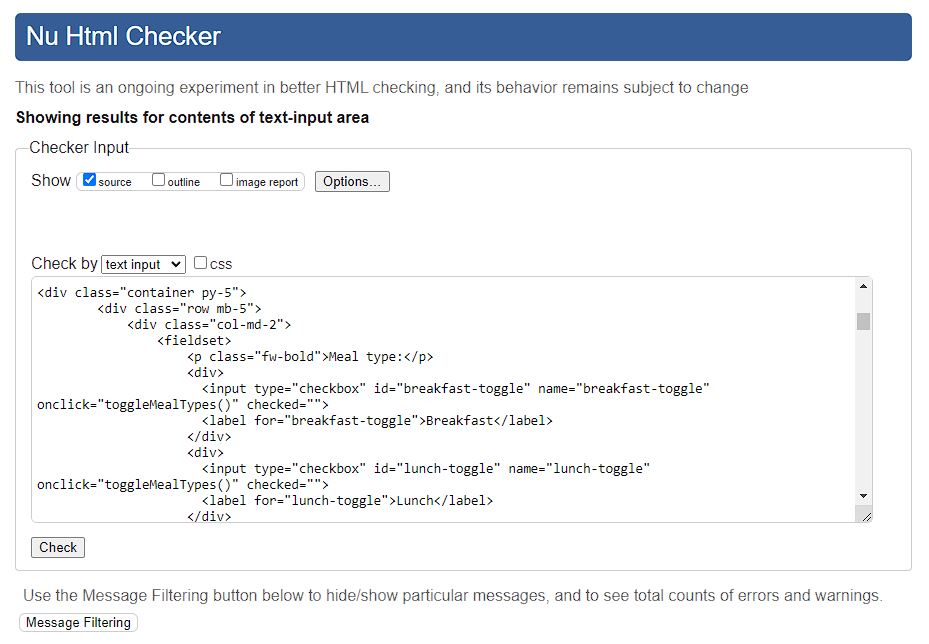 Nu Html Checker
This tool is an ongoing experiment in better HTML checking, and its behavior remains subject to change
Showing results for contents of text-input area
Checker Input
Show source outline image report Options...
Check by text input css
<div class="container py-5">
        <div class="row mb-5">
            <div class="col-md-2">
                <fieldset>
                    <p class="fw-bold">Meal type:</p>
                    <div>
                      <input type="checkbox" id="breakfast-toggle" name="breakfast-toggle"
onclick="toggleMealTypes()" checked="">
                      <label for="breakfast-toggle">Breakfast</label>
                    </div>
                    <div>
                      <input type="checkbox" id="lunch-toggle" name="lunch-toggle"
onclick="toggleMealTypes()" checked="">
                      <label for="lunch-toggle">Lunch</label>
                    </div>
Check
Use the Message Filtering button below to hide/show particular messages, and to see total counts of errors and warnings.
Message Filtering